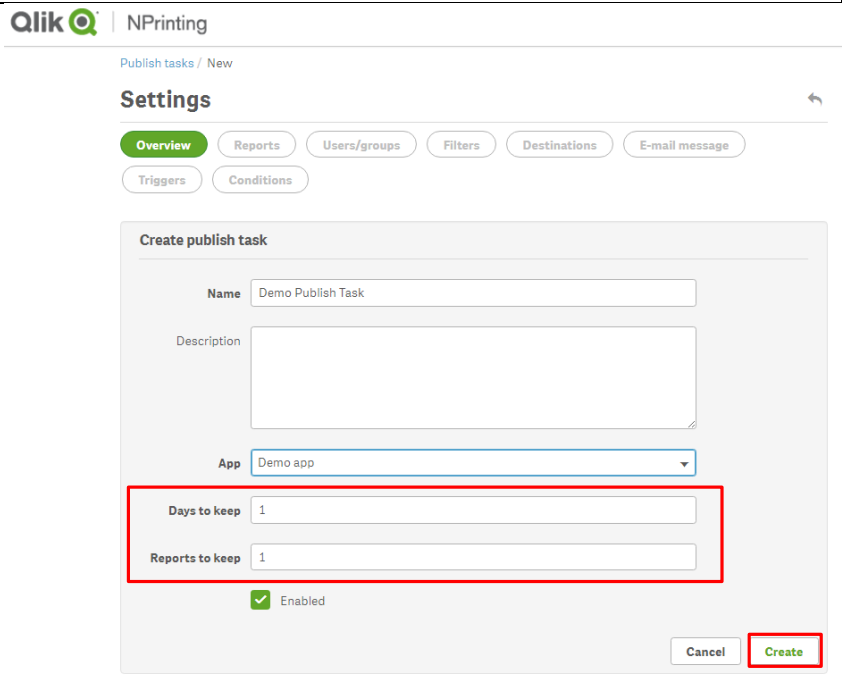 Qlik NPrinting
Publish tasks / New
Settings
Overview Reports Users/groups Filters Destinations E-mail message
Triggers Conditions
Create publish task
Name Demo Publish Task
Description
App Demo app
Days to keep 1
Reports to keep 1
Enabled
Cancel Create